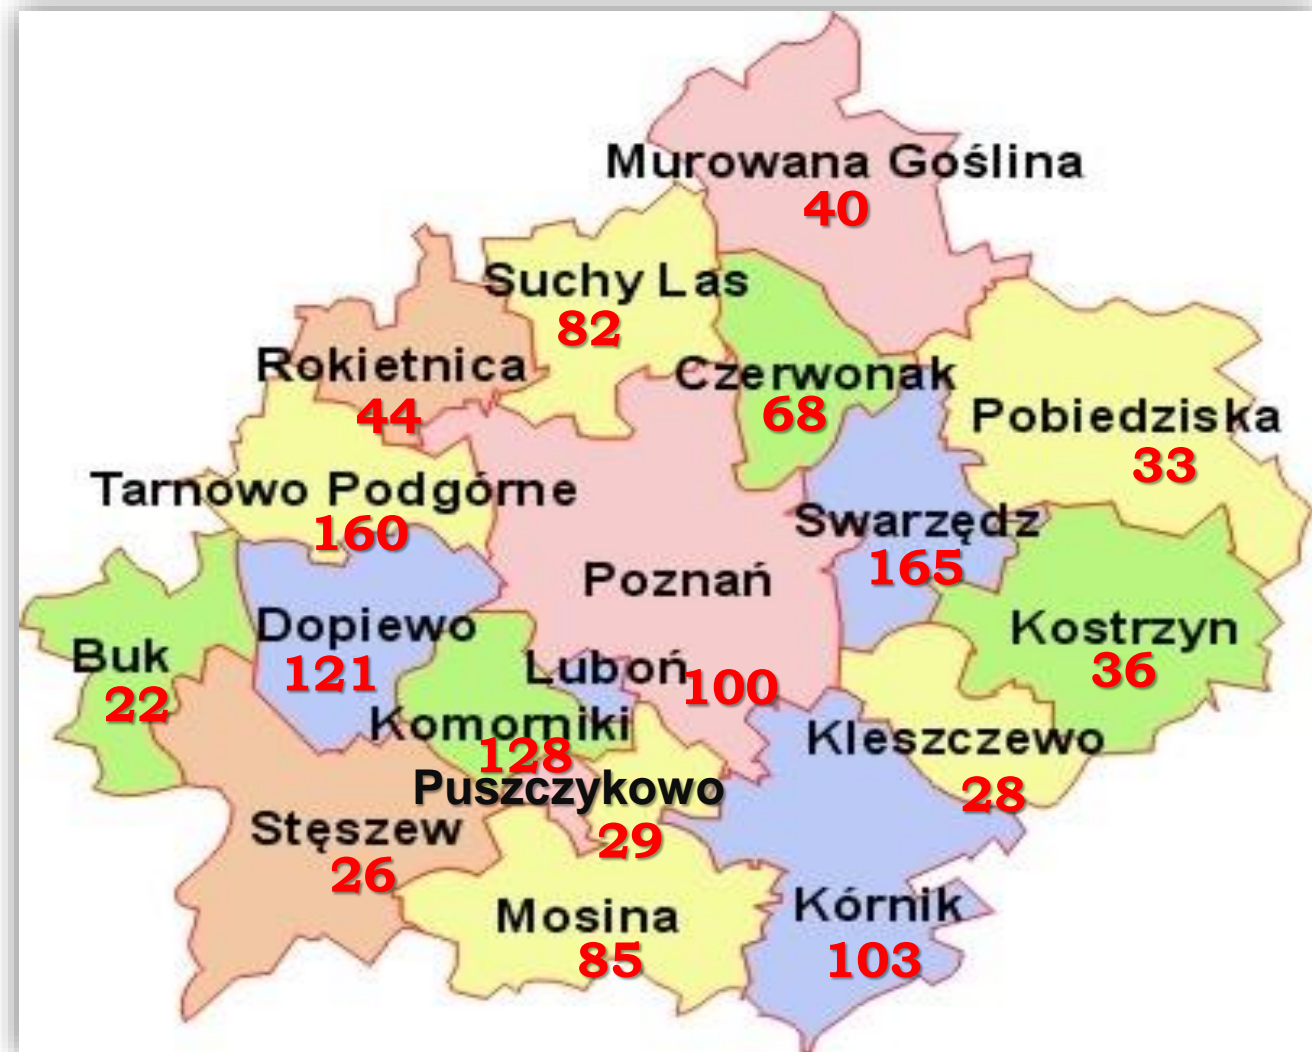 Murowana Goślina
40
Suchy Las
82
Rokietnica
44
Czerwonak
68
Pobiedziska
33
Tarnowo Podgórne
160
Swarzędz
165
Poznań
Dopiewo
121
Kostrzyn
36
Buk
22
Luboń
100
Komorniki
128
Kleszczewo
28
Puszczykowo
29
Stęszew
26
Mosina
85
Kórnik
103